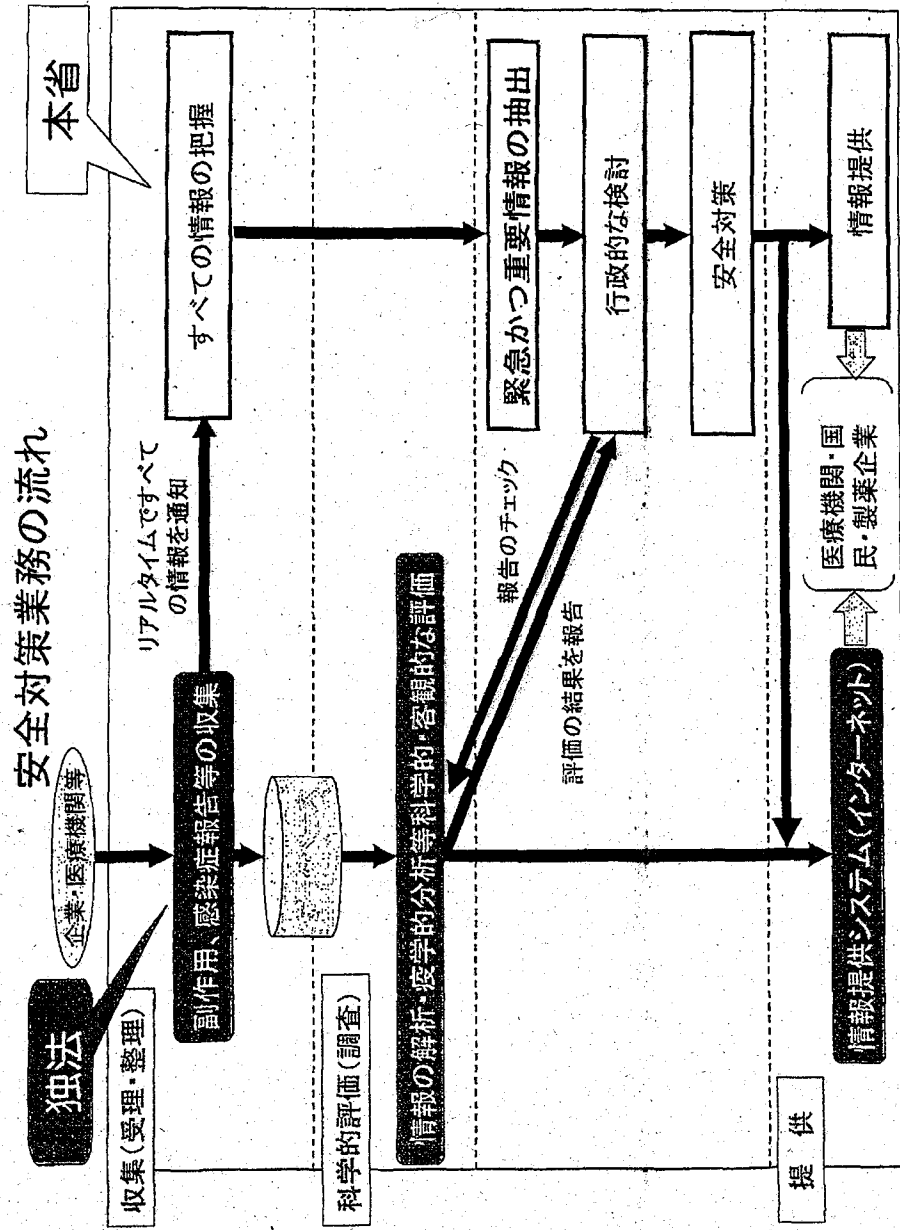 安全対策業務の流れ
独法
企業・医療機関等
本省
収集(受理・整理)
副作用、感染症報告等の収集
リアルタイムですべて
の情報を通知
すべての情報の把握
科学的評価(調査)
情報の解析・疫学的分析等科学的・客観的な評価
緊急かつ重要情報の抽出
報告のチェック
評価の結果を報告
行政的な検討
安全対策
提 供
情報提供システム(インターネット)
医療機関・国
民・製薬企業
情報提供